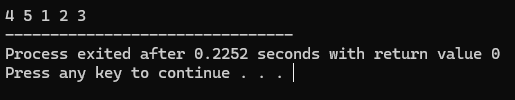 4 5 1 2 3
--------------------------------
Process exited after 0.2252 seconds with return value 0
Press any key to continue . . .